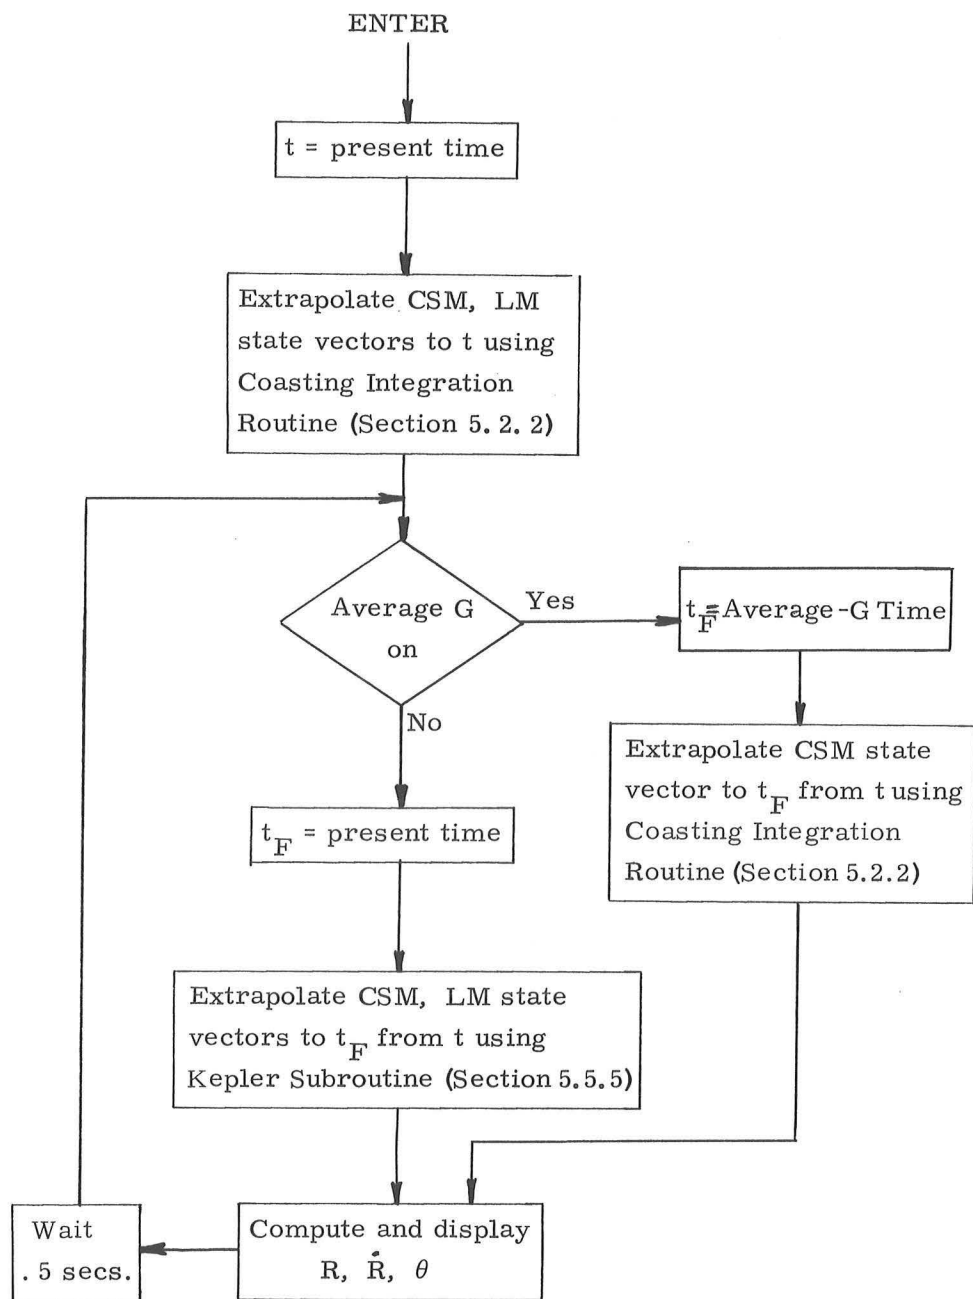 ENTER
t = present time
Extrapolate CSM, LM
state vectors to t using
Coasting Integration
Routine (Section 5.2.2)
Average G
on
Yes
t_F = Average-G Time
Extrapolate CSM state
vector to t_F from t using
Coasting Integration
Routine (Section 5.2.2)
No
t_F = present time
Extrapolate CSM, LM state
vectors to t_F from t using
Kepler Subroutine (Section 5.5.5)
Compute and display
R, Ṙ, θ
Wait
.5 secs.